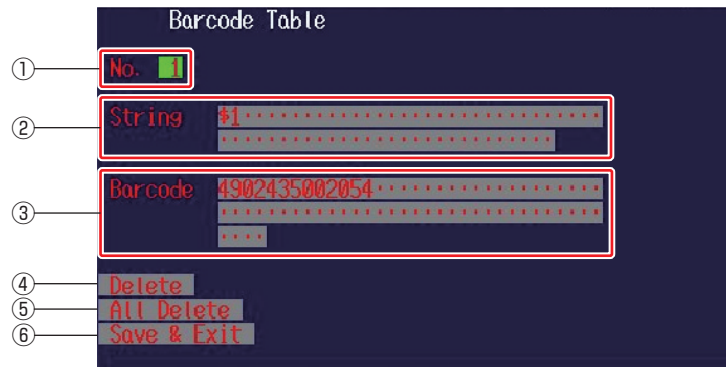 Barcode Table
① No. 1
② String $1································
····························
③ Barcode 4902435002054···················
································
····
④ Delete
⑤ All Delete
⑥ Save & Exit